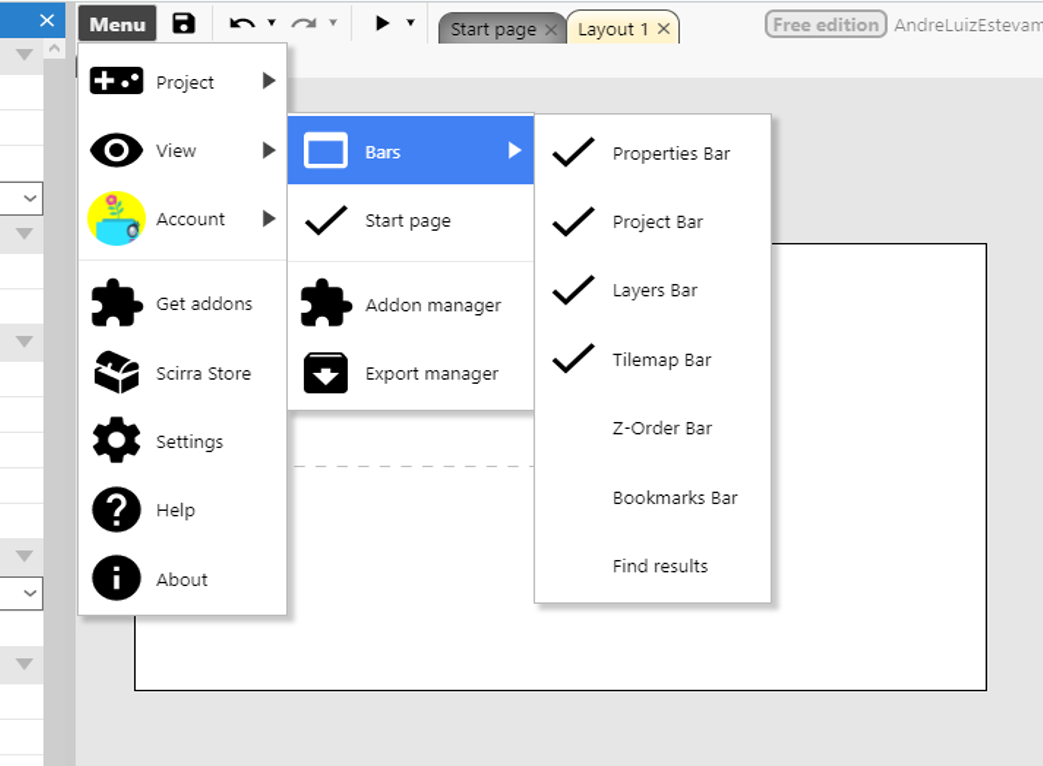 Menu
Start page
Layout 1
Free edition
AndreLuizEstevam
Project
View
Account
Get addons
Scirra Store
Settings
Help
About
Bars
Start page
Addon manager
Export manager
Properties Bar
Project Bar
Layers Bar
Tilemap Bar
Z-Order Bar
Bookmarks Bar
Find results